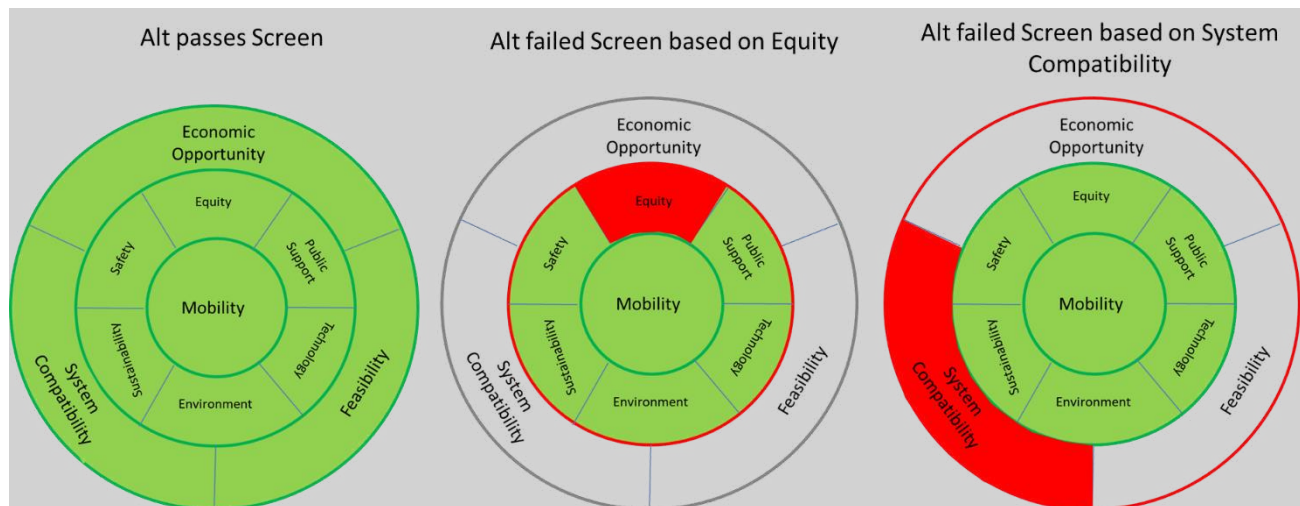 Alt passes Screen
Economic
Opportunity
Equity
Safety
Public
Support
Mobility
Sustainability
Technology
Environment
System
Compatibility
Feasibility
Alt failed Screen based on Equity
Economic
Opportunity
Equity
Safety
Public
Support
Mobility
Sustainability
Technology
Environment
System
Compatibility
Feasibility
Alt failed Screen based on System
Compatibility
Economic
Opportunity
Equity
Safety
Public
Support
Mobility
Sustainability
Technology
Environment
System
Compatibility
Feasibility